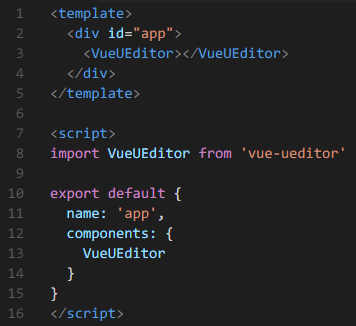 1 <template>
2   <div id="app">
3     <VueUEditor></VueUEditor>
4   </div>
5 </template>
6
7 <script>
8 import VueUEditor from 'vue-ueditor'
9
10 export default {
11   name: 'app',
12   components: {
13     VueUEditor
14   }
15 }
16 </script>